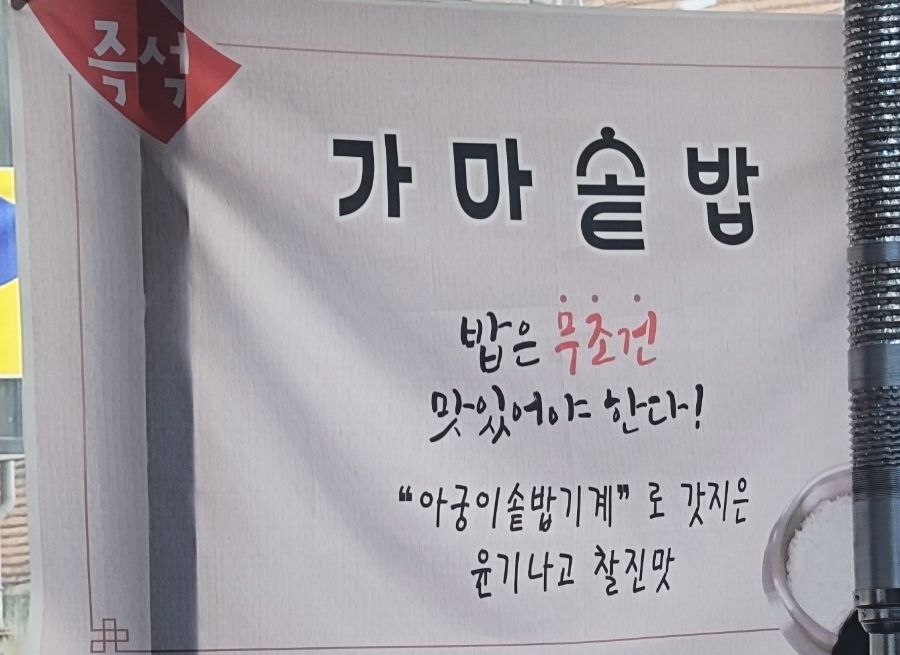 즉석
가마솥밥
밥은 무조건
맛있어야 한다!
“아궁이솥밥기계”로 갓지은
윤기나고 찰진맛